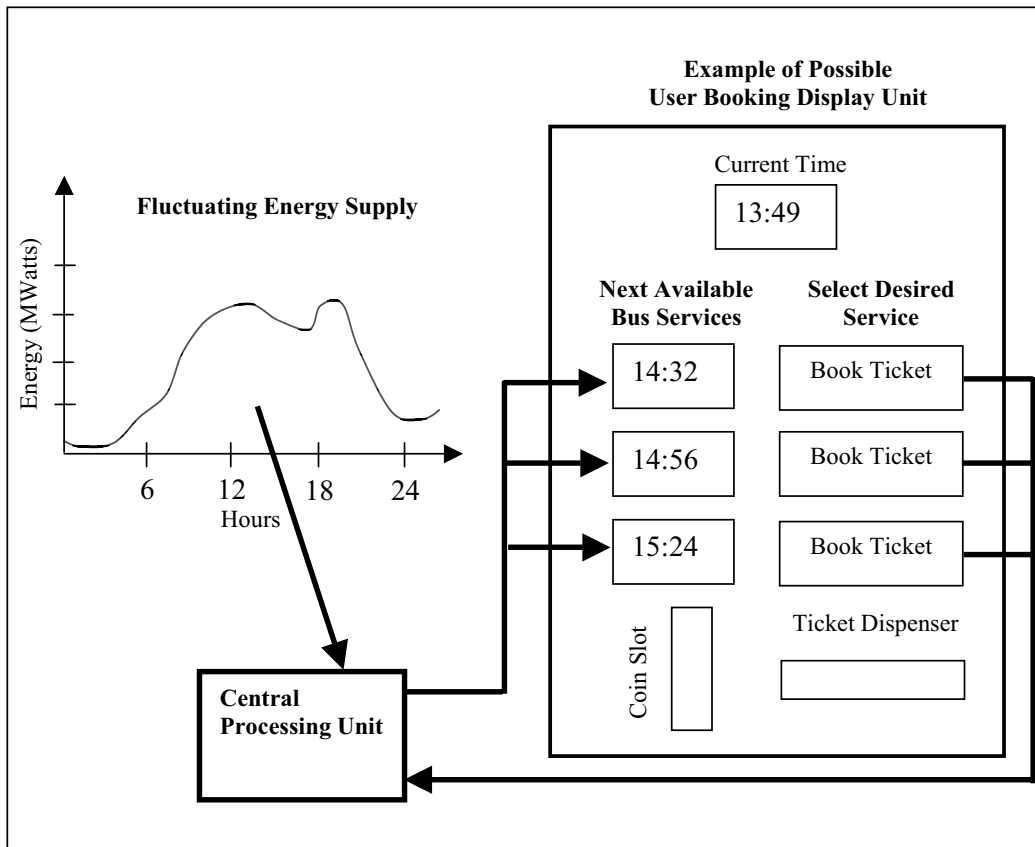 Example of Possible
User Booking Display Unit
Current Time
13:49
Fluctuating Energy Supply
Energy (MWatts)
6
12
18
24
Hours
Next Available
Bus Services
Select Desired
Service
14:32
Book Ticket
14:56
Book Ticket
15:24
Book Ticket
Coin Slot
Ticket Dispenser
Central
Processing Unit